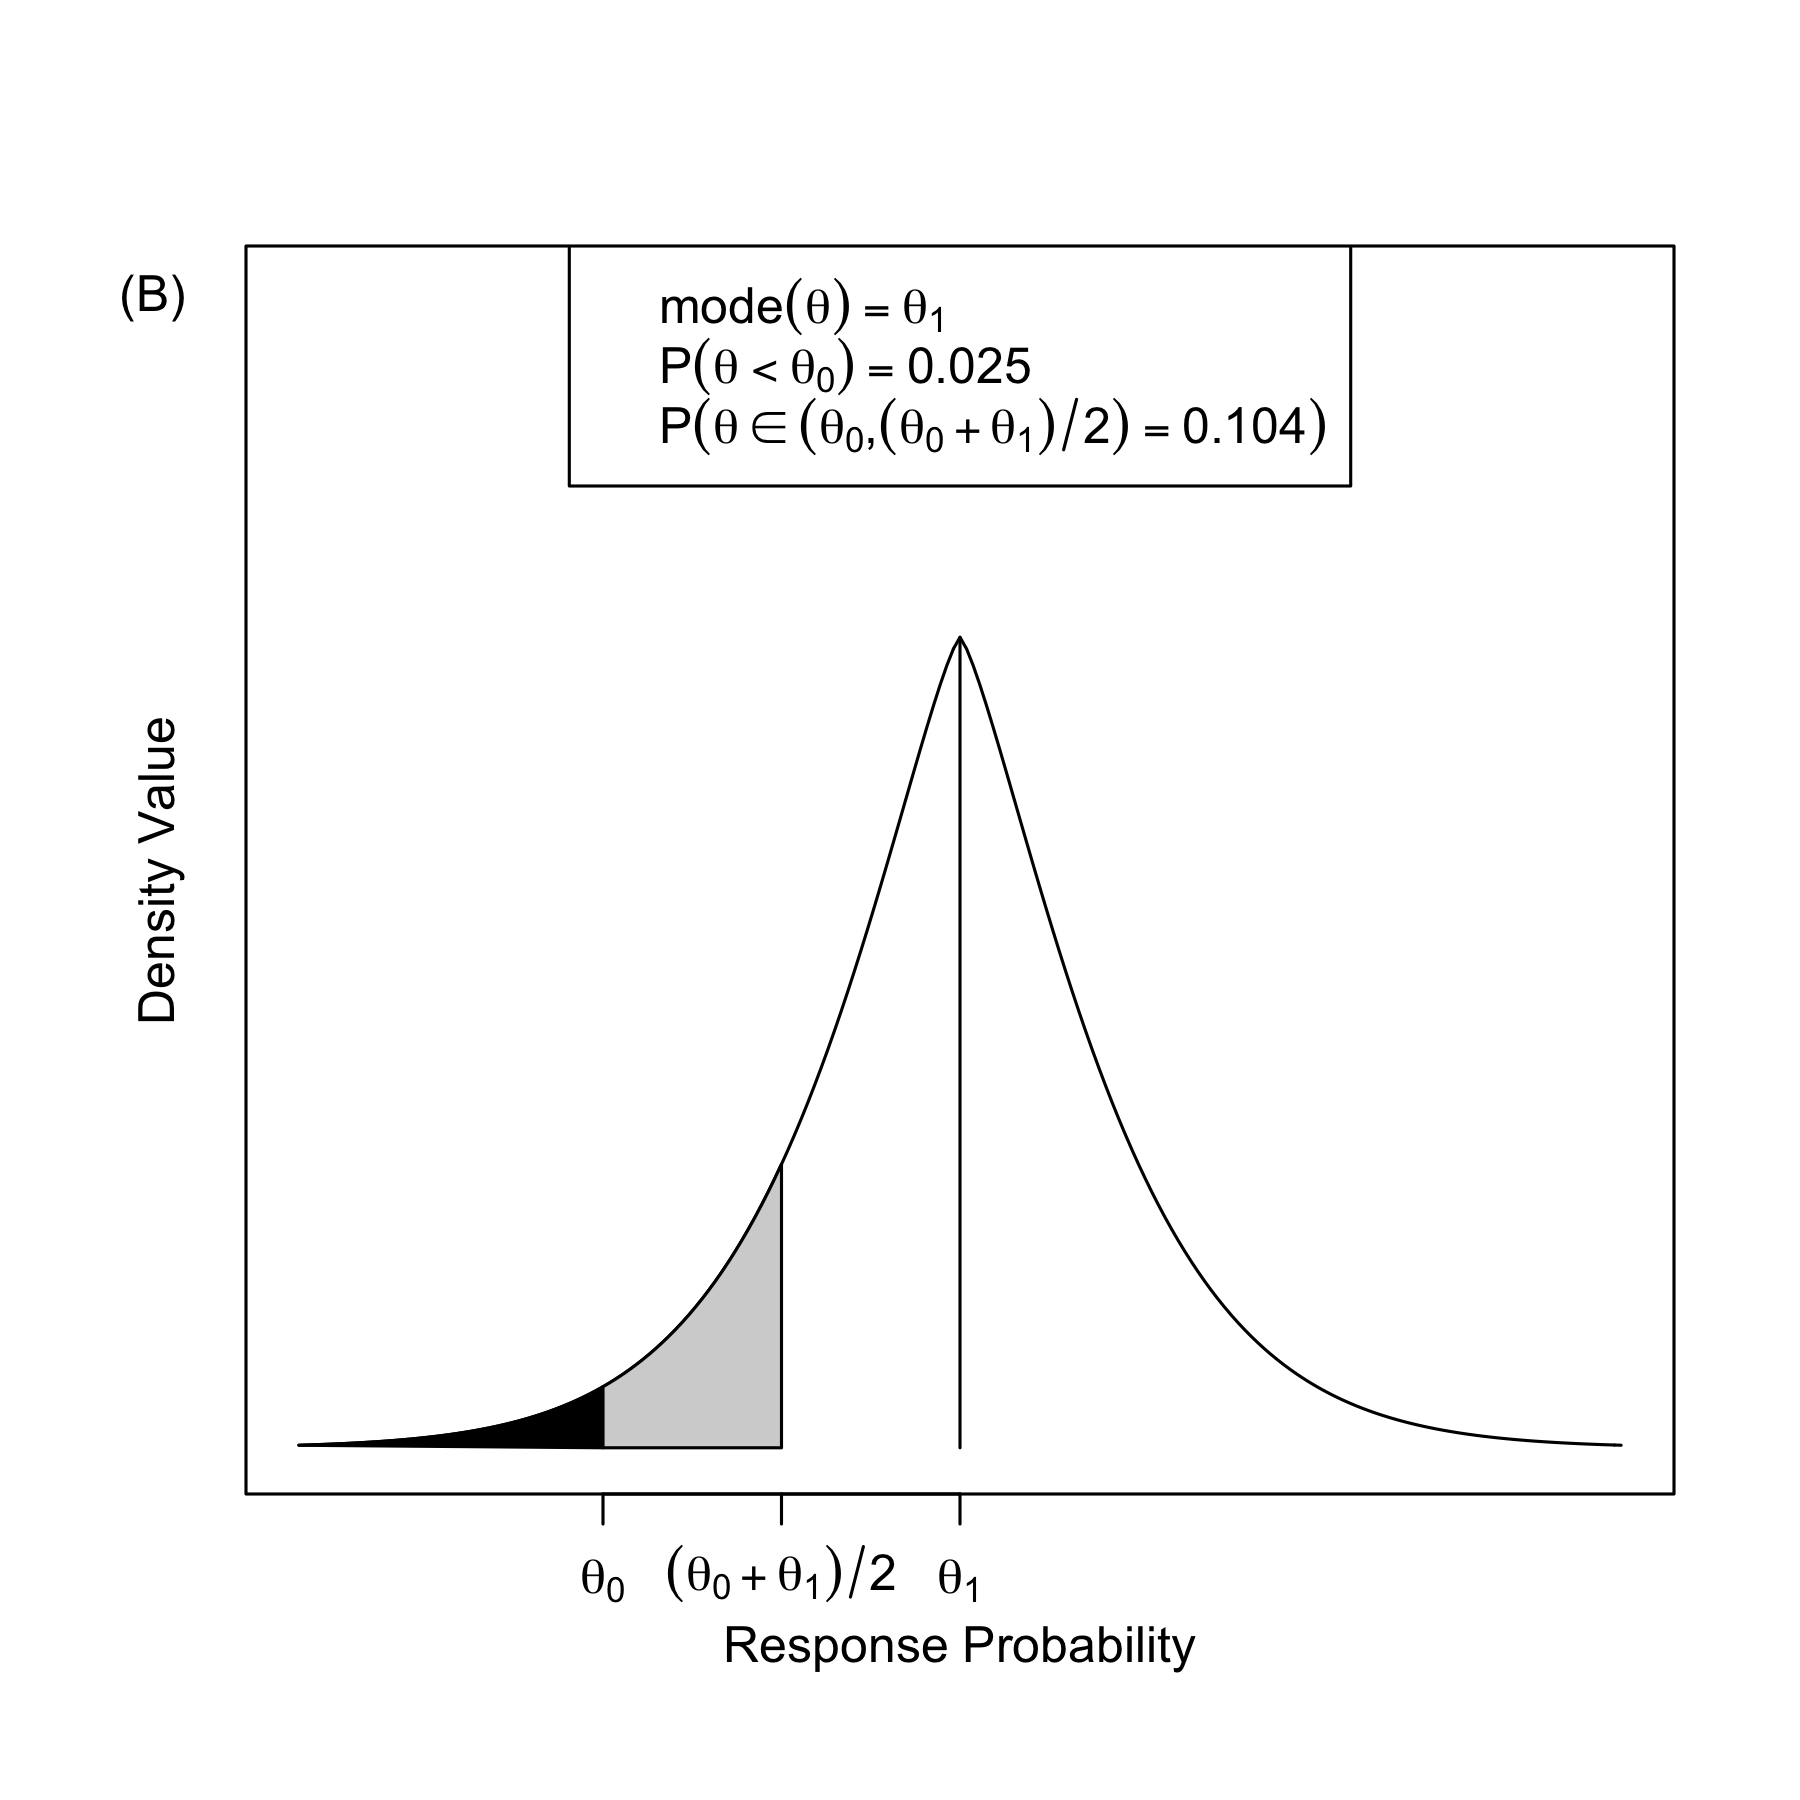 (B)
mode(θ) = θ₁
P(θ < θ₀) = 0.025
P(θ ∈ (θ₀,(θ₀ + θ₁)/2) = 0.104)
Density Value
θ₀ (θ₀ + θ₁)/2 θ₁
Response Probability